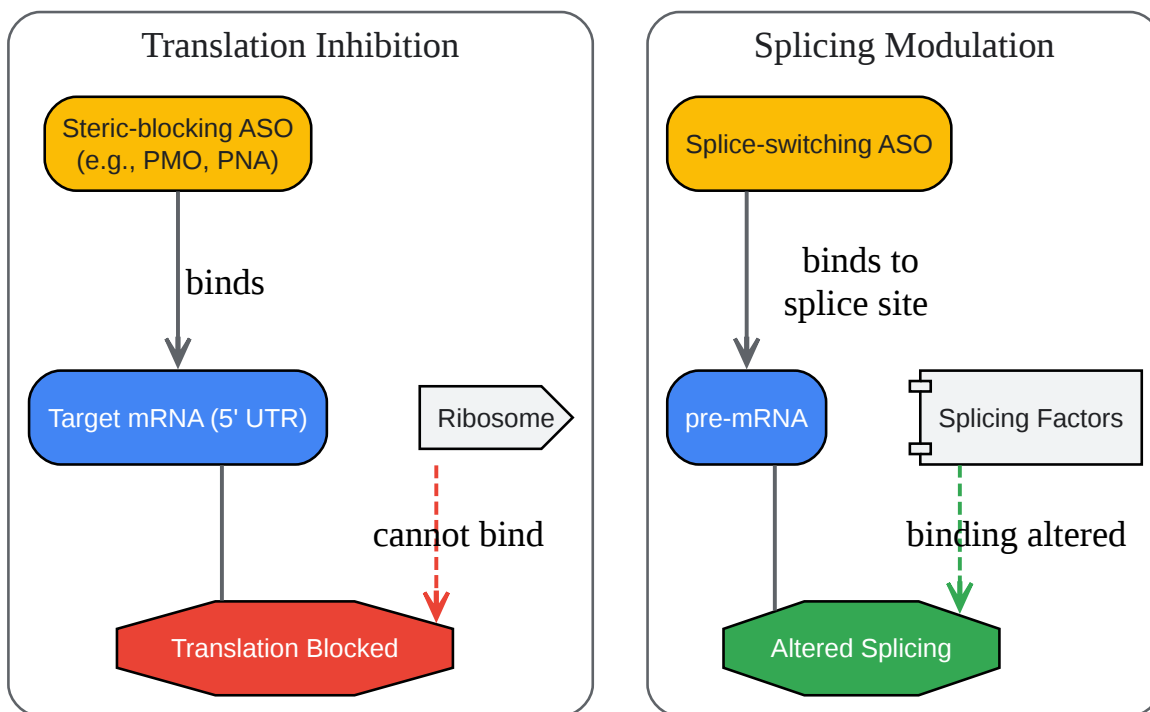 Translation Inhibition
Steric-blocking ASO
(e.g., PMO, PNA)
binds
Target mRNA (5' UTR)
Ribosome
cannot bind
Translation Blocked
Splicing Modulation
Splice-switching ASO
binds to
splice site
pre-mRNA
Splicing Factors
binding altered
Altered Splicing